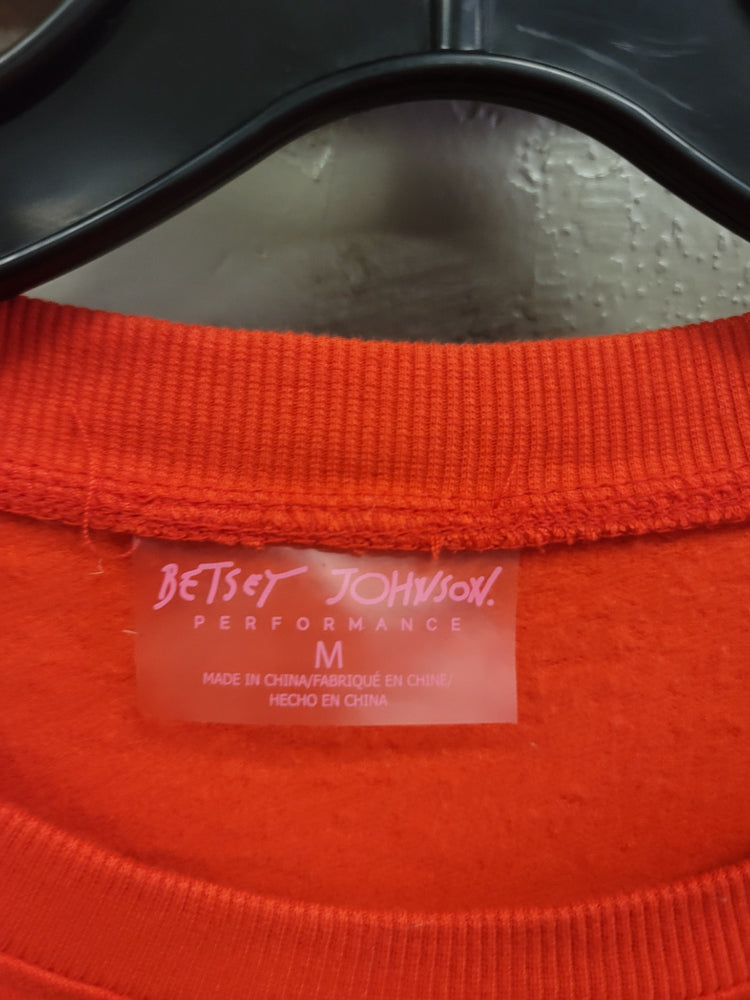 BETSEY JOHNSON.
PERFORMANCE
M
MADE IN CHINA/FABRIQUÉ EN CHINE/
HECHO EN CHINA